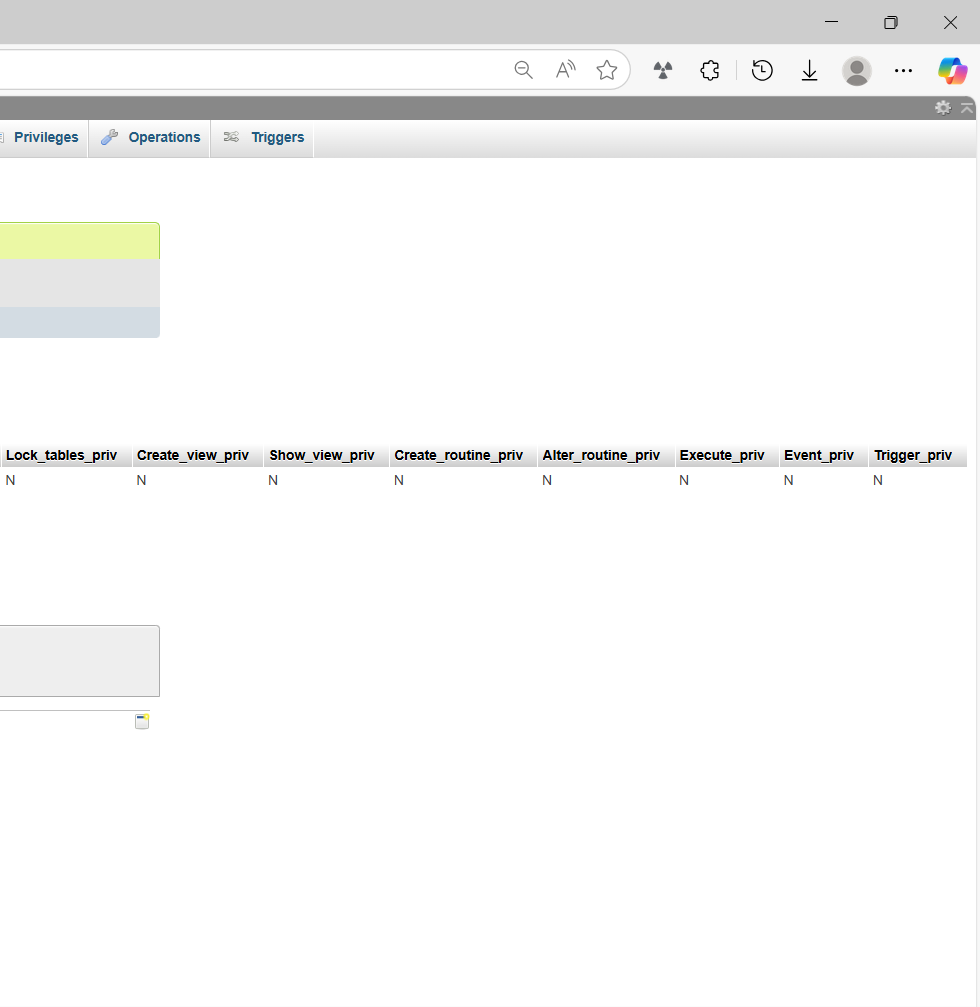 Privileges Operations Triggers
Lock_tables_priv Create_view_priv Show_view_priv Create_routine_priv Alter_routine_priv Execute_priv Event_priv Trigger_priv
N N N N N N N N